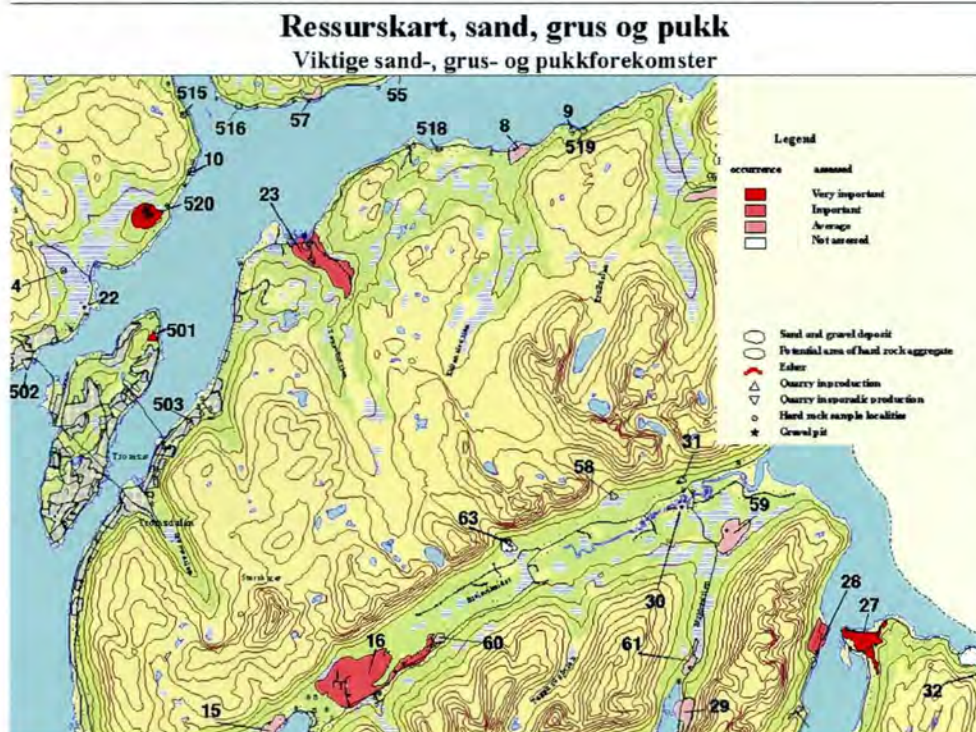 Ressurskart, sand, grus og pukk
Viktige sand-, grus- og pukkforekomster
515
516
57
55
518
8
9
519
10
520
23
4
22
501
502
503
Tromsdalen
31
58
59
63
30
28
27
16
60
61
15
29
32
Legend
occurrence assessed
Very important
Important
Average
Not assessed
Sand and gravel deposit
Potential area of hard rock aggregate
Esker
Quarry in production
Quarry in sporadic production
Hard rock sample localities
Gravel pit